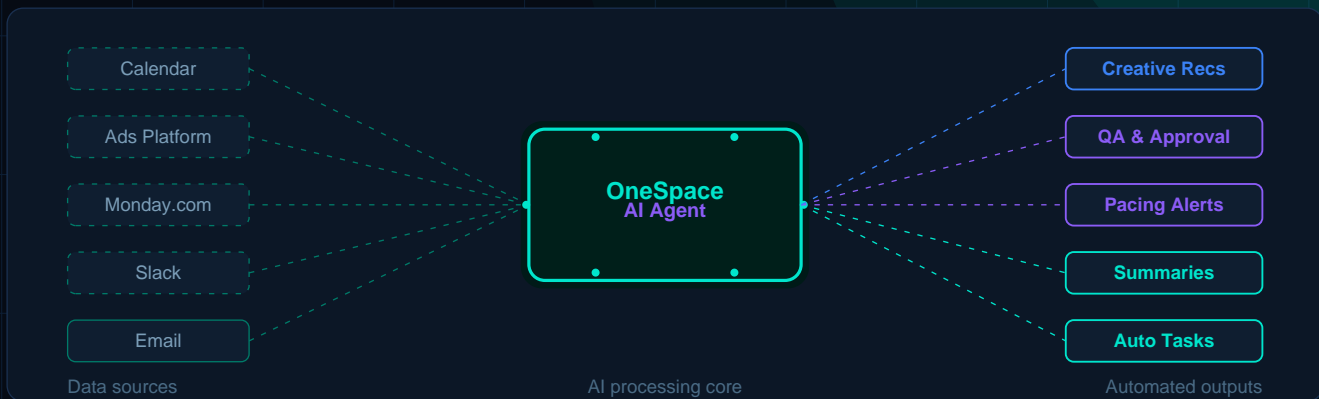 Calendar
Ads Platform
Monday.com
Slack
Email
Data sources
OneSpace
AI Agent
AI processing core
Creative Recs
QA & Approval
Pacing Alerts
Summaries
Auto Tasks
Automated outputs